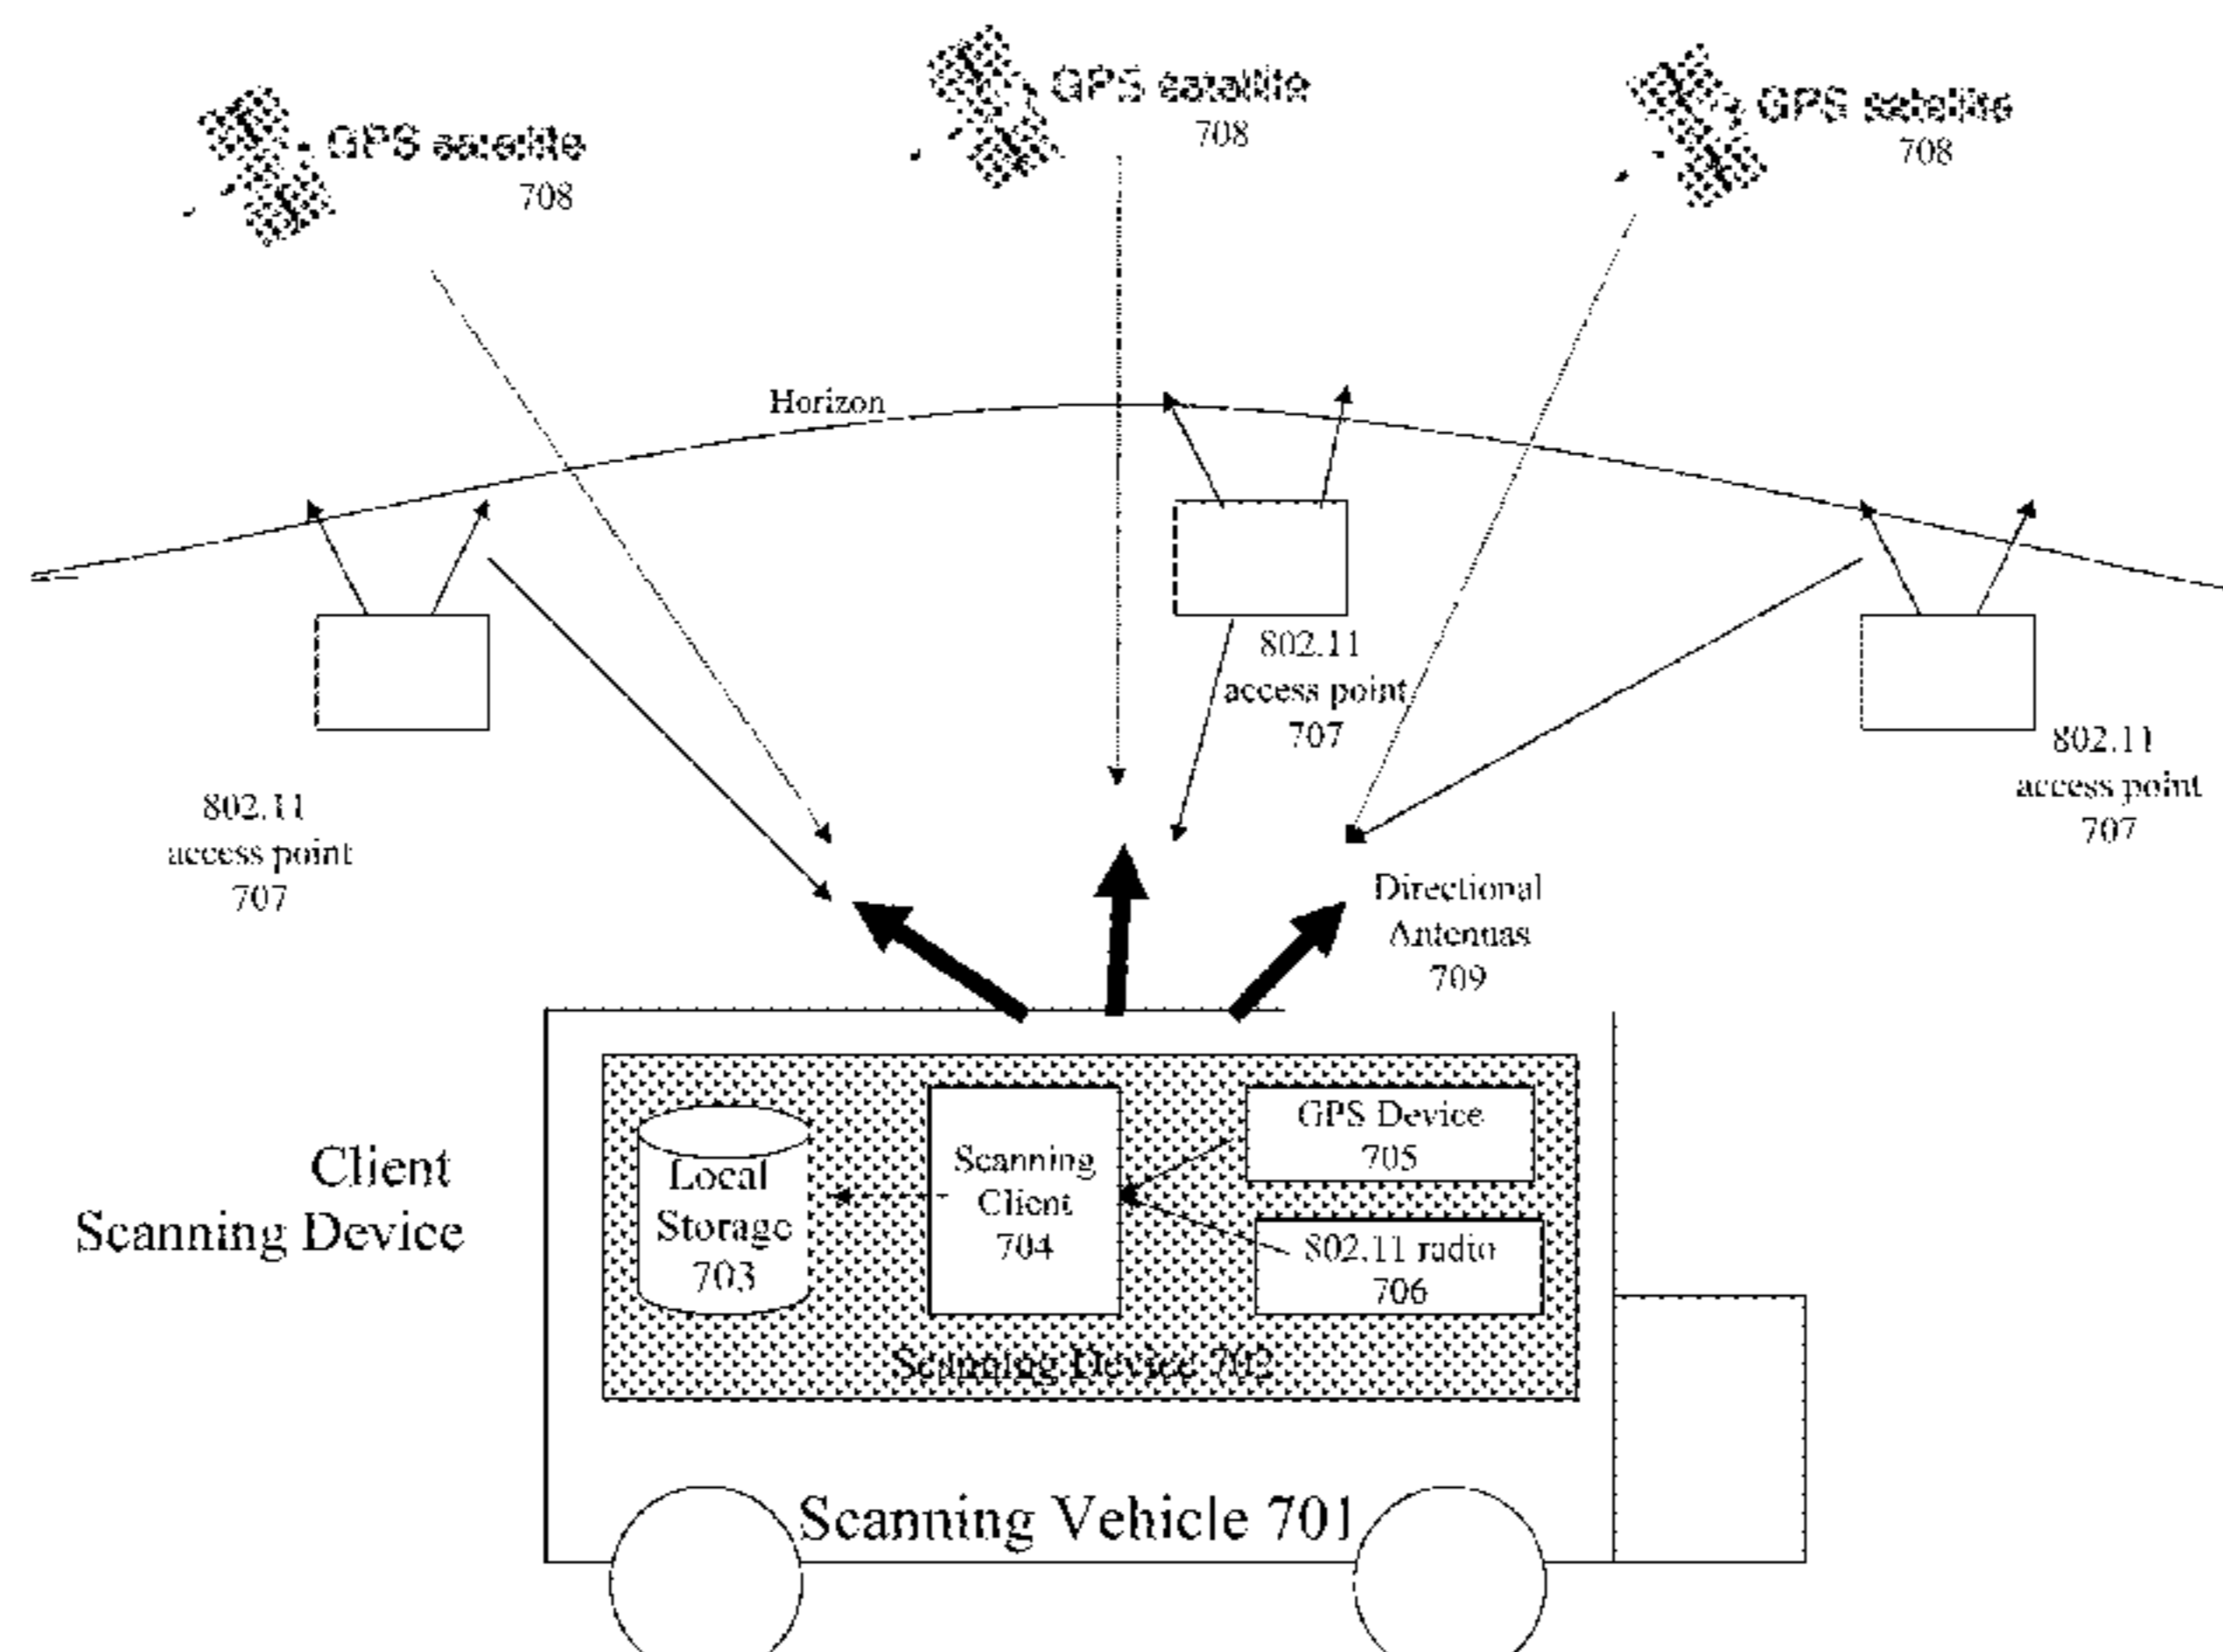 GPS satellite
708
GPS satellite
708
GPS satellite
708
Horizon
802.11
access point
707
802.11
access point
707
802.11
access point
707
Directional
Antennas
709
Client
Scanning Device
Local
Storage
703
Scanning
Client
704
GPS Device
705
802.11 radio
706
Scanning Device 702
Scanning Vehicle 701